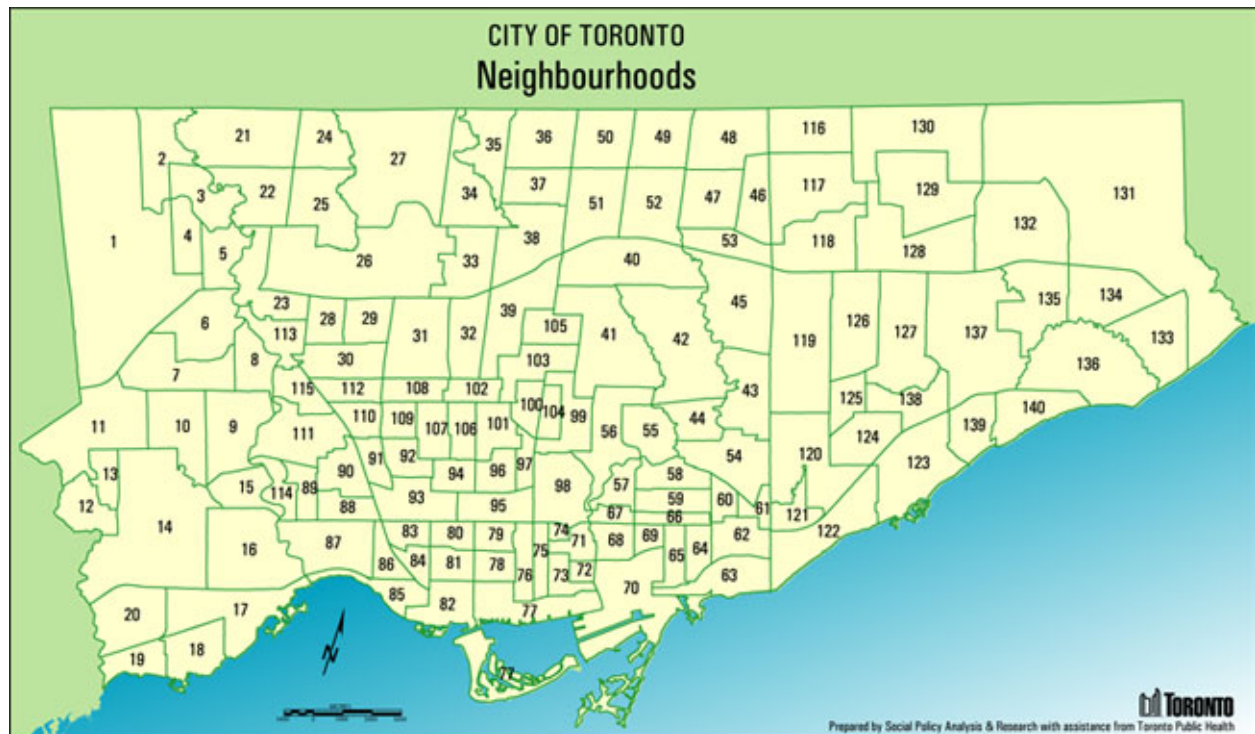 CITY OF TORONTO
Neighbourhoods
21 24 27 35 36 50 49 48 116 130
2
3 22 25 34 37 51 52 47 46 117 129 131
1 4 5 26 33 38 40 53 118 128 132
23 28 29 31 32 39 105 41 42 45 119 126 127 137 135 134
6 113 133
7 8 30 103 43 136
115 112 108 102 100 104 99 44 125 138 140
11 10 9 111 110 109 107 106 101 56 55 54 120 124 139
13 15 114 89 90 91 92 94 96 97 98 57 58 123
12 14 88 93 95 59 60 61 121
16 87 83 80 79 74 67 66 62 122
86 84 81 78 75 71 68 69 65 64
20 17 85 82 76 73 72 70 63
19 18 77
77
N
TORONTO
Prepared by Social Policy Analysis & Research with assistance from Toronto Public Health